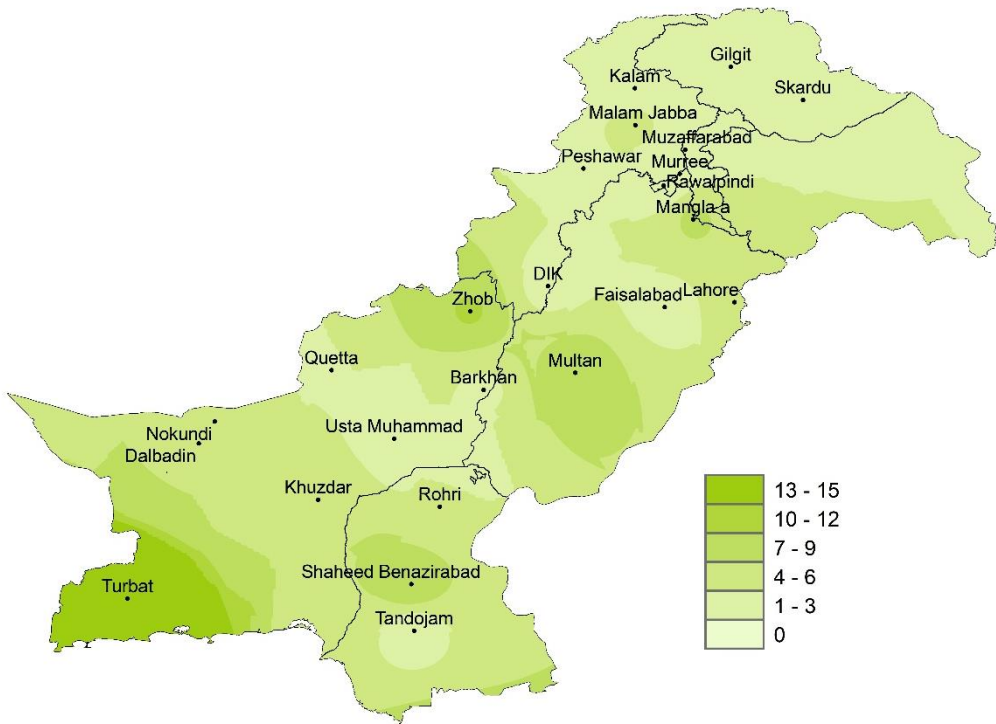 Gilgit
Kalam
Skardu
Malam Jabba
Muzaffarabad
Peshawar
Murree
Rawalpindi
Mangla a
DIK
Zhob
Faisalabad
Lahore
Quetta
Multan
Barkhan
Usta Muhammad
Nokundi
Dalbadin
Khuzdar
Rohri
Shaheed Benazirabad
Turbat
Tandojam
13 - 15
10 - 12
7 - 9
4 - 6
1 - 3
0